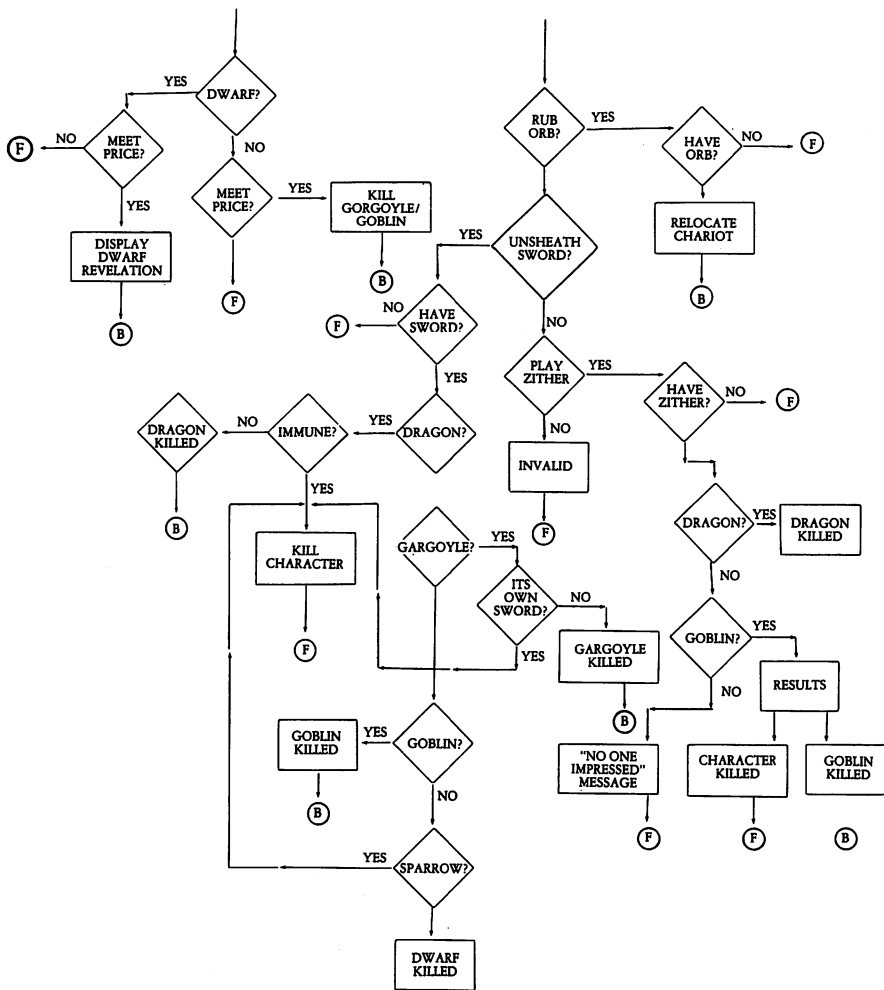 YES
DWARF?
NO
MEET
PRICE?
F
YES
DISPLAY
DWARF
REVELATION
B
NO
MEET
PRICE?
YES
KILL
GORGOYLE/
GOBLIN
B
F
RUB
ORB?
YES
HAVE
ORB?
NO
F
RELOCATE
CHARIOT
B
UNSHEATH
SWORD?
YES
NO
HAVE
SWORD?
F
YES
DRAGON?
YES
IMMUNE?
NO
DRAGON
KILLED
B
YES
KILL
CHARACTER
F
NO
PLAY
ZITHER
YES
HAVE
ZITHER?
NO
F
NO
INVALID
F
DRAGON?
YES
DRAGON
KILLED
NO
GOBLIN?
YES
RESULTS
NO
"NO ONE
IMPRESSED"
MESSAGE
F
CHARACTER
KILLED
F
GOBLIN
KILLED
B
GARGOYLE?
YES
ITS
OWN
SWORD?
NO
GARGOYLE
KILLED
B
YES
GOBLIN?
YES
GOBLIN
KILLED
B
NO
SPARROW?
YES
DWARF
KILLED